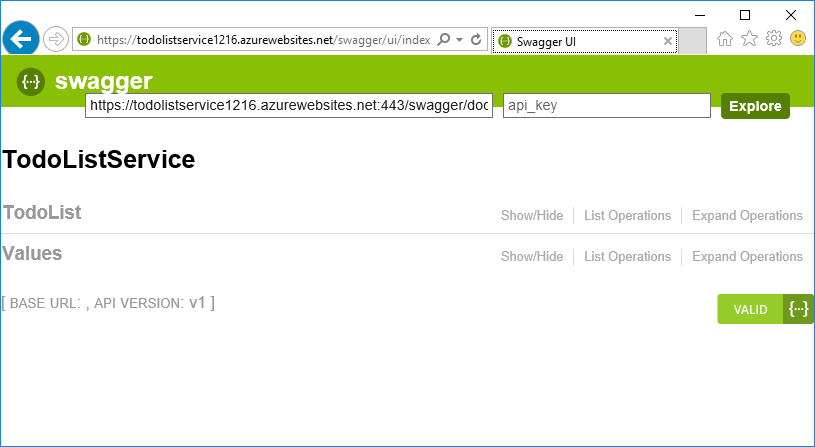 https://todolistservice1216.azurewebsites.net/swagger/ui/index
Swagger UI
{···} swagger
https://todolistservice1216.azurewebsites.net:443/swagger/doc
api_key
Explore
TodoListService
TodoList Show/Hide List Operations Expand Operations
Values Show/Hide List Operations Expand Operations
[ BASE URL: , API VERSION: v1 ]
VALID {···}